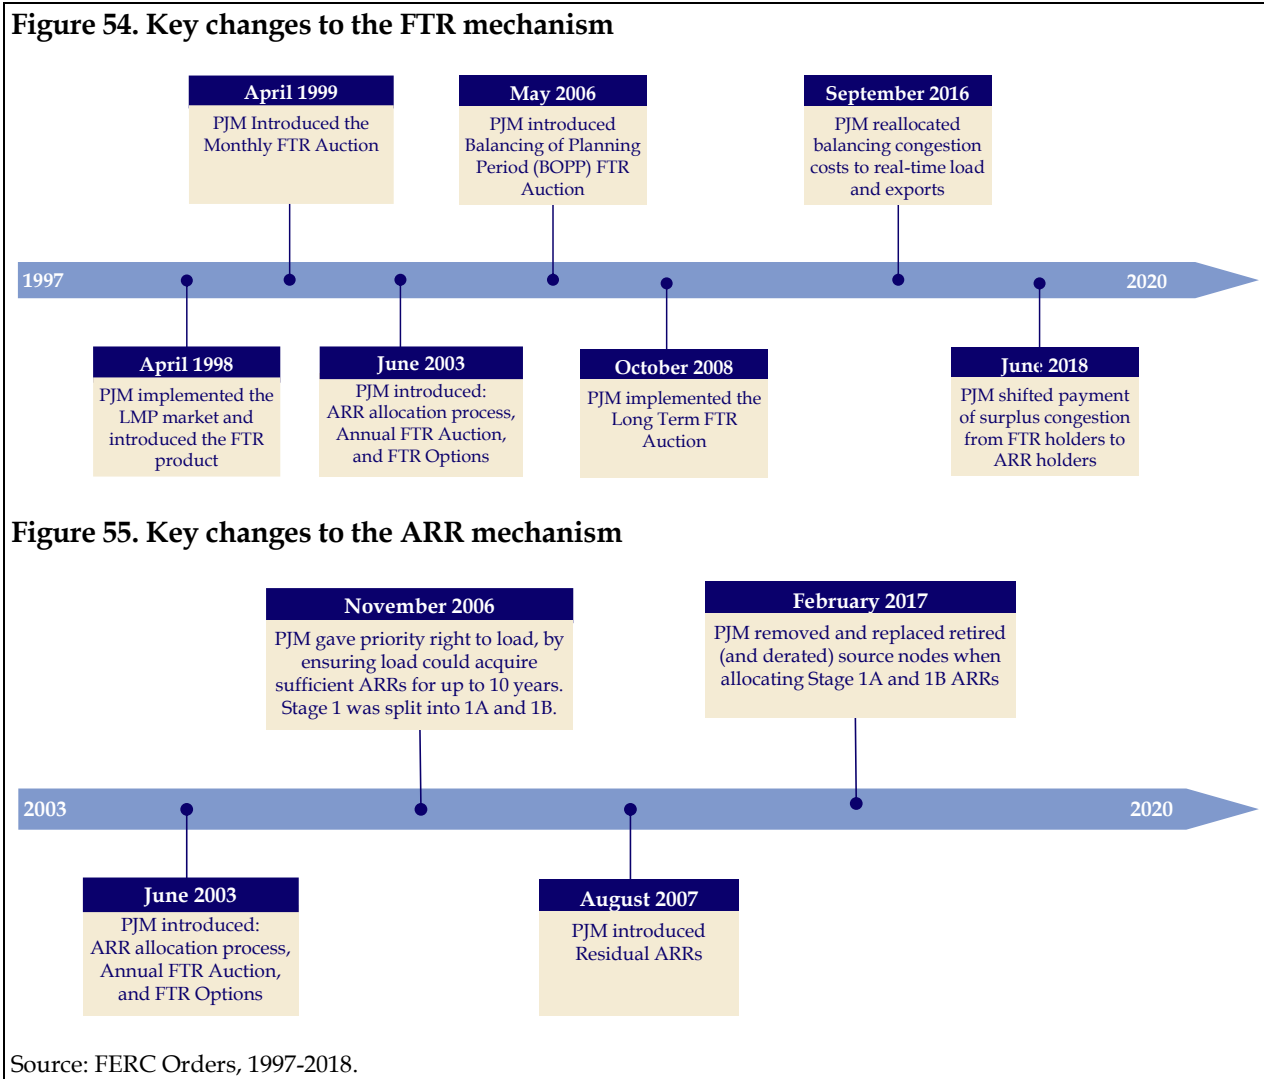 Figure 54. Key changes to the FTR mechanism
April 1999
PJM Introduced the
Monthly FTR Auction
May 2006
PJM introduced
Balancing of Planning
Period (BOPP) FTR
Auction
September 2016
PJM reallocated
balancing congestion
costs to real-time load
and exports
1997
2020
April 1998
PJM implemented the
LMP market and
introduced the FTR
product
June 2003
PJM introduced:
ARR allocation process,
Annual FTR Auction,
and FTR Options
October 2008
PJM implemented the
Long Term FTR
Auction
June 2018
PJM shifted payment
of surplus congestion
from FTR holders to
ARR holders
Figure 55. Key changes to the ARR mechanism
November 2006
PJM gave priority right to load, by
ensuring load could acquire
sufficient ARRs for up to 10 years.
Stage 1 was split into 1A and 1B.
February 2017
PJM removed and replaced retired
(and derated) source nodes when
allocating Stage 1A and 1B ARRs
2003
2020
June 2003
PJM introduced:
ARR allocation process,
Annual FTR Auction,
and FTR Options
August 2007
PJM introduced
Residual ARRs
Source: FERC Orders, 1997-2018.